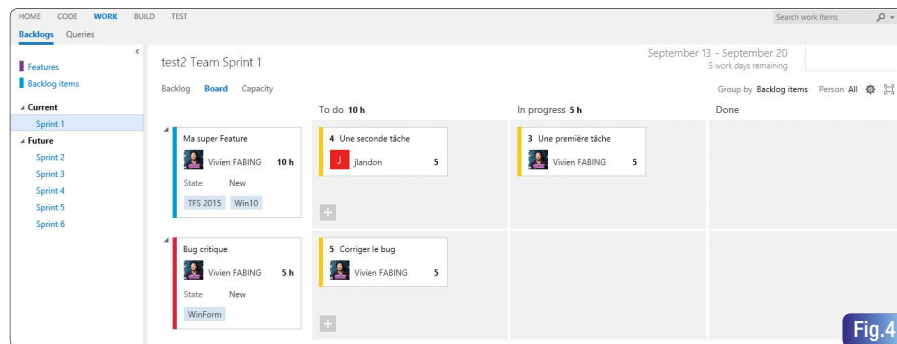 HOME CODE WORK BUILD TEST
Search work items
Backlogs Queries
Features
Backlog items
Current
Sprint 1
Future
Sprint 2
Sprint 3
Sprint 4
Sprint 5
Sprint 6
test2 Team Sprint 1
September 13 - September 20
5 work days remaining
Backlog Board Capacity
Group by Backlog items Person All
To do 10 h
In progress 5 h
Done
Ma super Feature
Vivien FABING 10 h
State New
TFS 2015 Win10
4 Une seconde tâche
J jlandon 5
3 Une première tâche
Vivien FABING 5
Bug critique
Vivien FABING 5 h
State New
WinForm
5 Corriger le bug
Vivien FABING 5
Fig.4